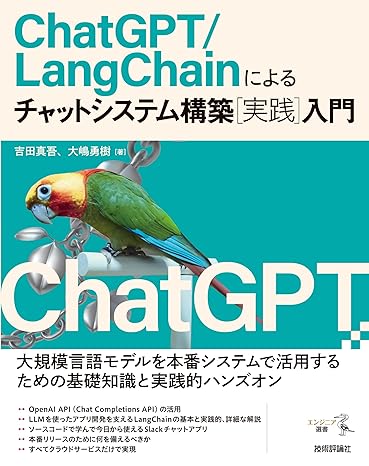 ChatGPT/
LangChainによる
チャットシステム構築[実践]入門
吉田真吾、大嶋勇樹 [著]
ChatGPT
大規模言語モデルを本番システムで活用する
ための基礎知識と実践的ハンズオン
OpenAI API (Chat Completions API) の活用
LLMを使ったアプリ開発を支えるLangChainの基本と実践的、詳細な解説
ソースコードで学んで今日から使えるSlackチャットアプリ
本番リリースのために何を備えるべきか
すべてクラウドサービスだけで実現
エンジニア
選書
技術評論社